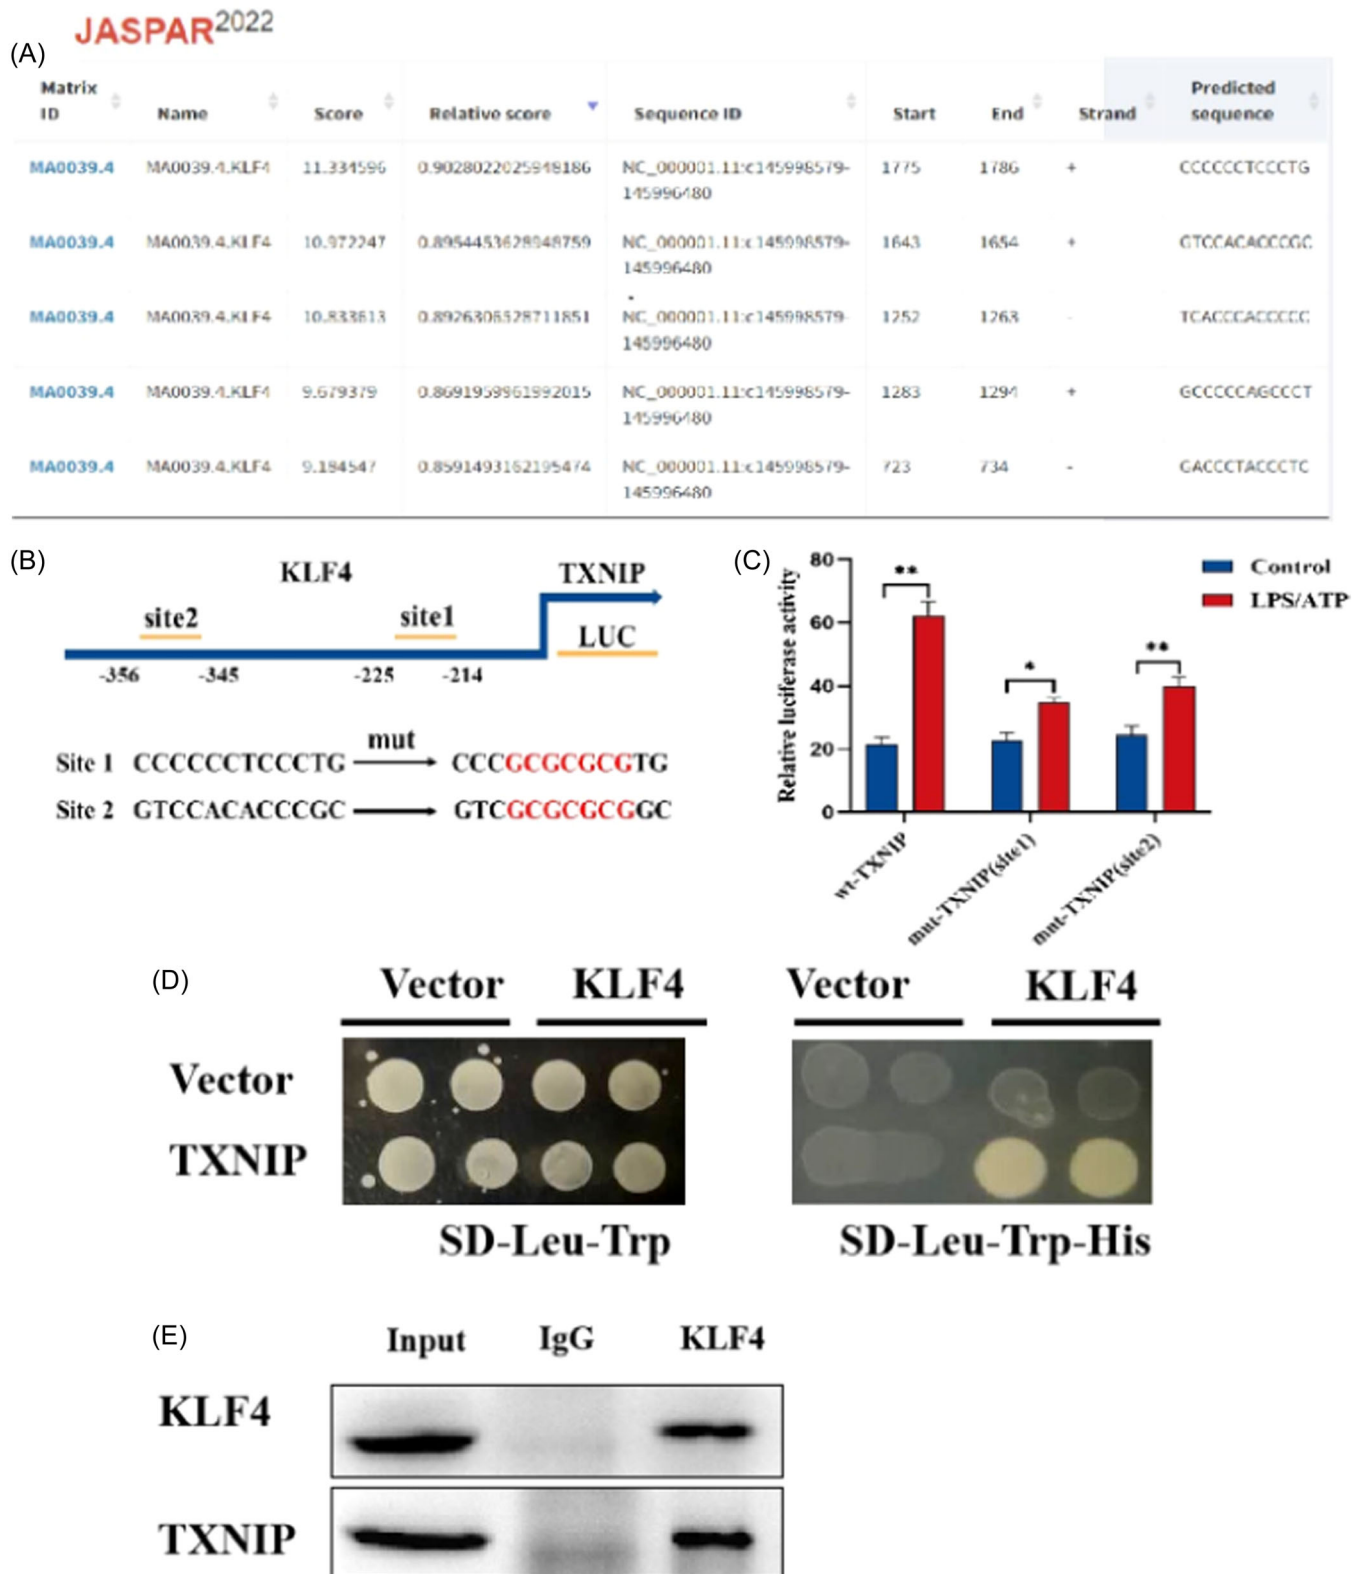 (A)
JASPAR2022
Matrix ID Name Score Relative score Sequence ID Start End Strand Predicted sequence
MA0039.4 MA0039.4.KLF4 11.334596 0.9028022025948186 NC_000001.11:c145998579-145996480 1775 1786 + CCCCCCTCCCTG
MA0039.4 MA0039.4.KLF4 10.972247 0.8954453628948759 NC_000001.11:c145998579-145996480 1643 1654 + GTCCACACCCGC
MA0039.4 MA0039.4.KLF4 10.833613 0.8926306528711851 NC_000001.11:c145998579-145996480 1252 1263 -
MA0039.4 MA0039.4.KLF4 9.679379 0.8691959961992015 NC_000001.11:c145998579-145996480 1283 1294 + GCCCCCAGCCCT
MA0039.4 MA0039.4.KLF4 9.184547 0.8591493162195474 NC_000001.11:c145998579-145996480 723 734 - GACCCTACCCTC
(B)
KLF4 TXNIP
site2 site1 LUC
-356 -345 -225 -214
mut
Site 1 CCCCCCTCCCTG CCCGCGCGCGTG
Site 2 GTCCACACCCGC GTCGCGCGCGGC
(C)
Relative luciferase activity
80
60
40
20
0
** * **
Control
LPS/ATP
wt-TXNIP
mut-TXNIP(site1)
mut-TXNIP(site2)
(D)
Vector KLF4 Vector KLF4
Vector
TXNIP
SD-Leu-Trp SD-Leu-Trp-His
(E)
Input IgG KLF4
KLF4
TXNIP